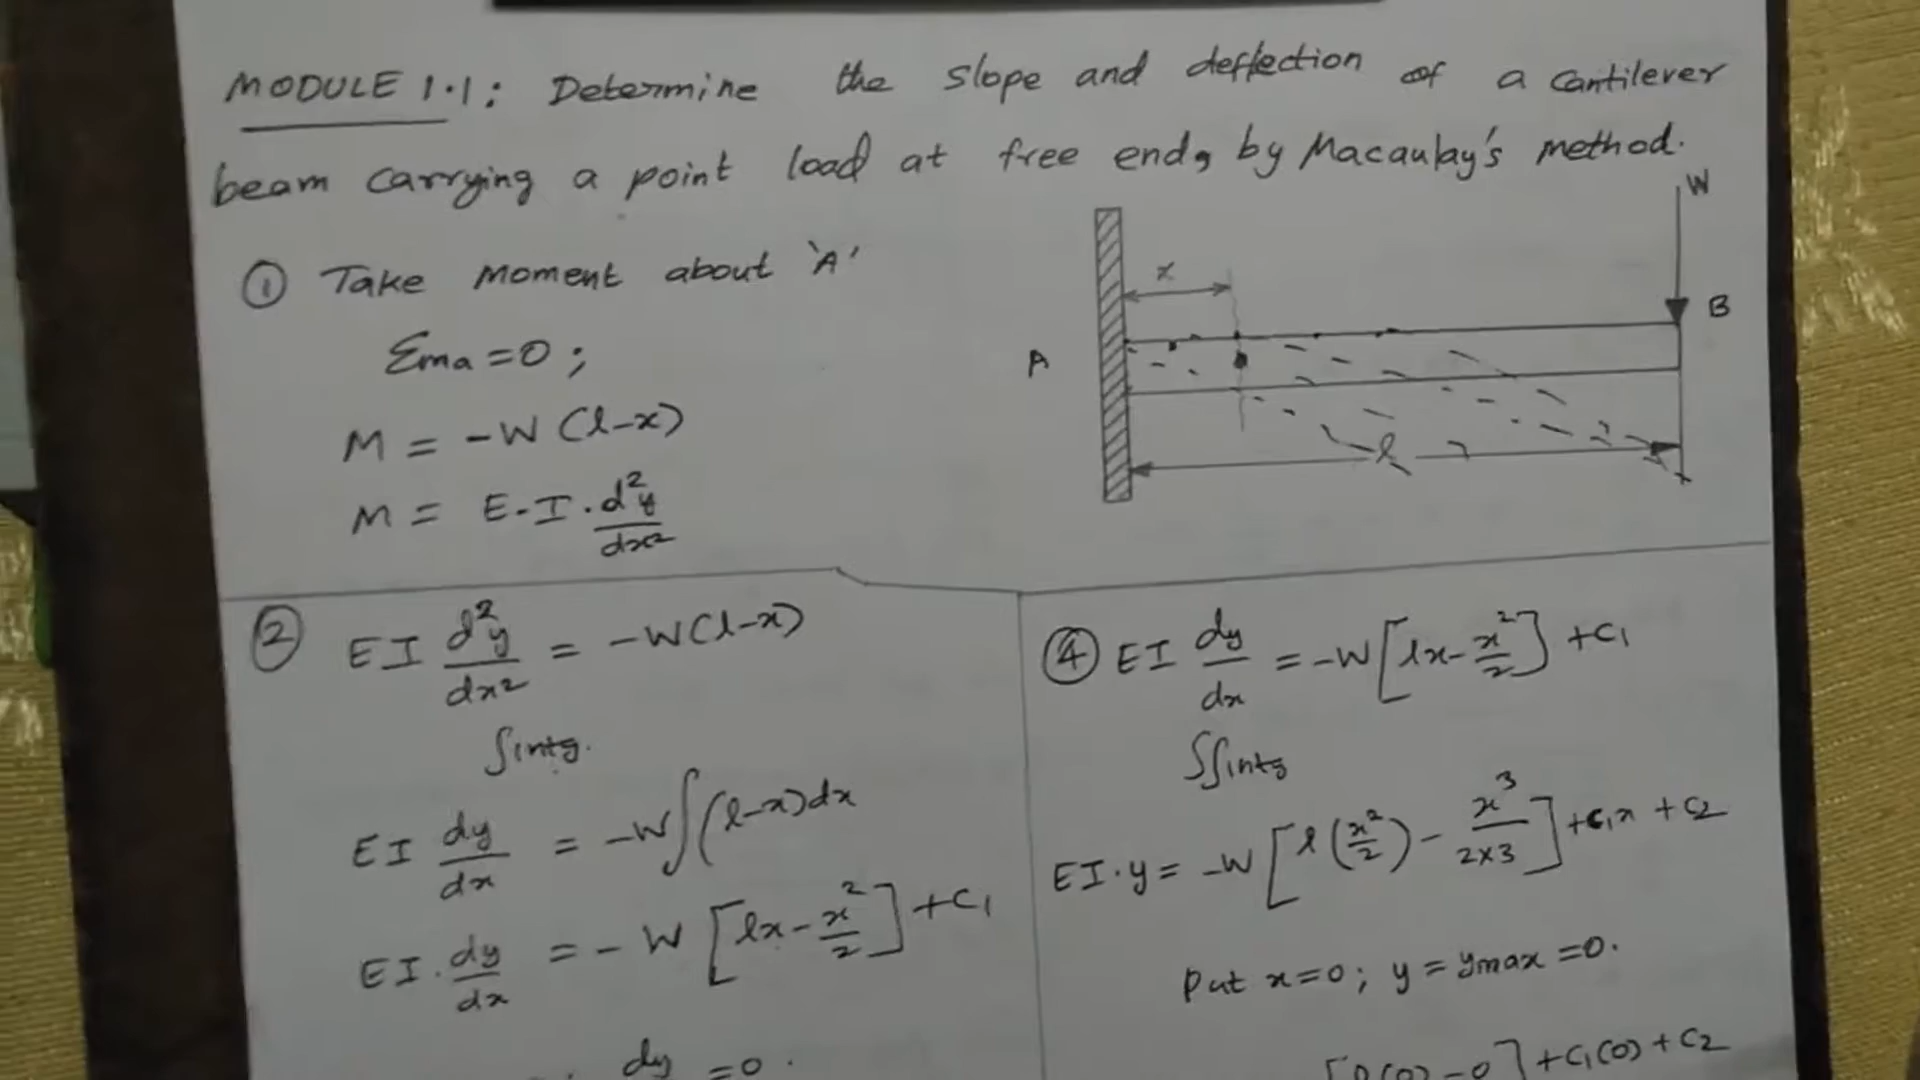 MODULE 1.1: Determine the slope and deflection of a cantilever
beam carrying a point load at free end, by Macaulay's method.
① Take moment about 'A'
Σma = 0 ;
M = -W (l-x)
M = E.I. d²y/dx²
W
x
B
A
l
② EI d²y/dx² = -W(l-x)
∫intg.
EI dy/dx = -W∫(l-x)dx
EI. dy/dx = -W [lx - x²/2] + C₁
dy =0.
④ EI dy/dx = -W[lx - x²/2] + C₁
∫∫intg
EI.y = -W [l(x²/2) - x³/2×3] + C₁x + C₂
Put x=0; y = ymax =0.
[l(0) - 0] + C₁(0) + C₂